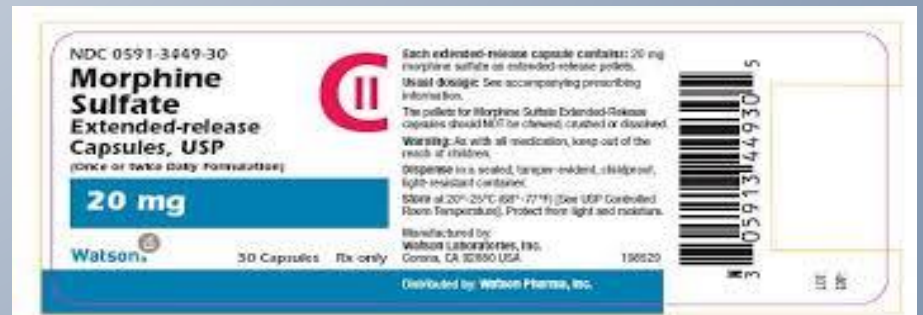 NDC 0591-3449-30
Morphine
Sulfate
Extended-release
Capsules, USP
(Once or twice Daily Formulation)
CII
20 mg
Watson
30 Capsules Rx only
Each extended-release capsule contains: 20 mg
morphine sulfate as extended-release pellets.
Usual dosage: See accompanying prescribing
information.
The pellets for Morphine Sulfate Extended-Release
capsules should NOT be chewed, crushed or dissolved.
Warning: As with all medication, keep out of the
reach of children.
Dispense in a sealed, tamper-evident, childproof,
light-resistant container.
Store at 20°-25°C (68°-77°F) [See USP Controlled
Room Temperature]. Protect from light and moisture.
Manufactured by:
Watson Laboratories, Inc.
Corona, CA 92880 USA
Distributed by: Watson Pharma, Inc.
3 05913 44930 5
N
LOT
EXP.